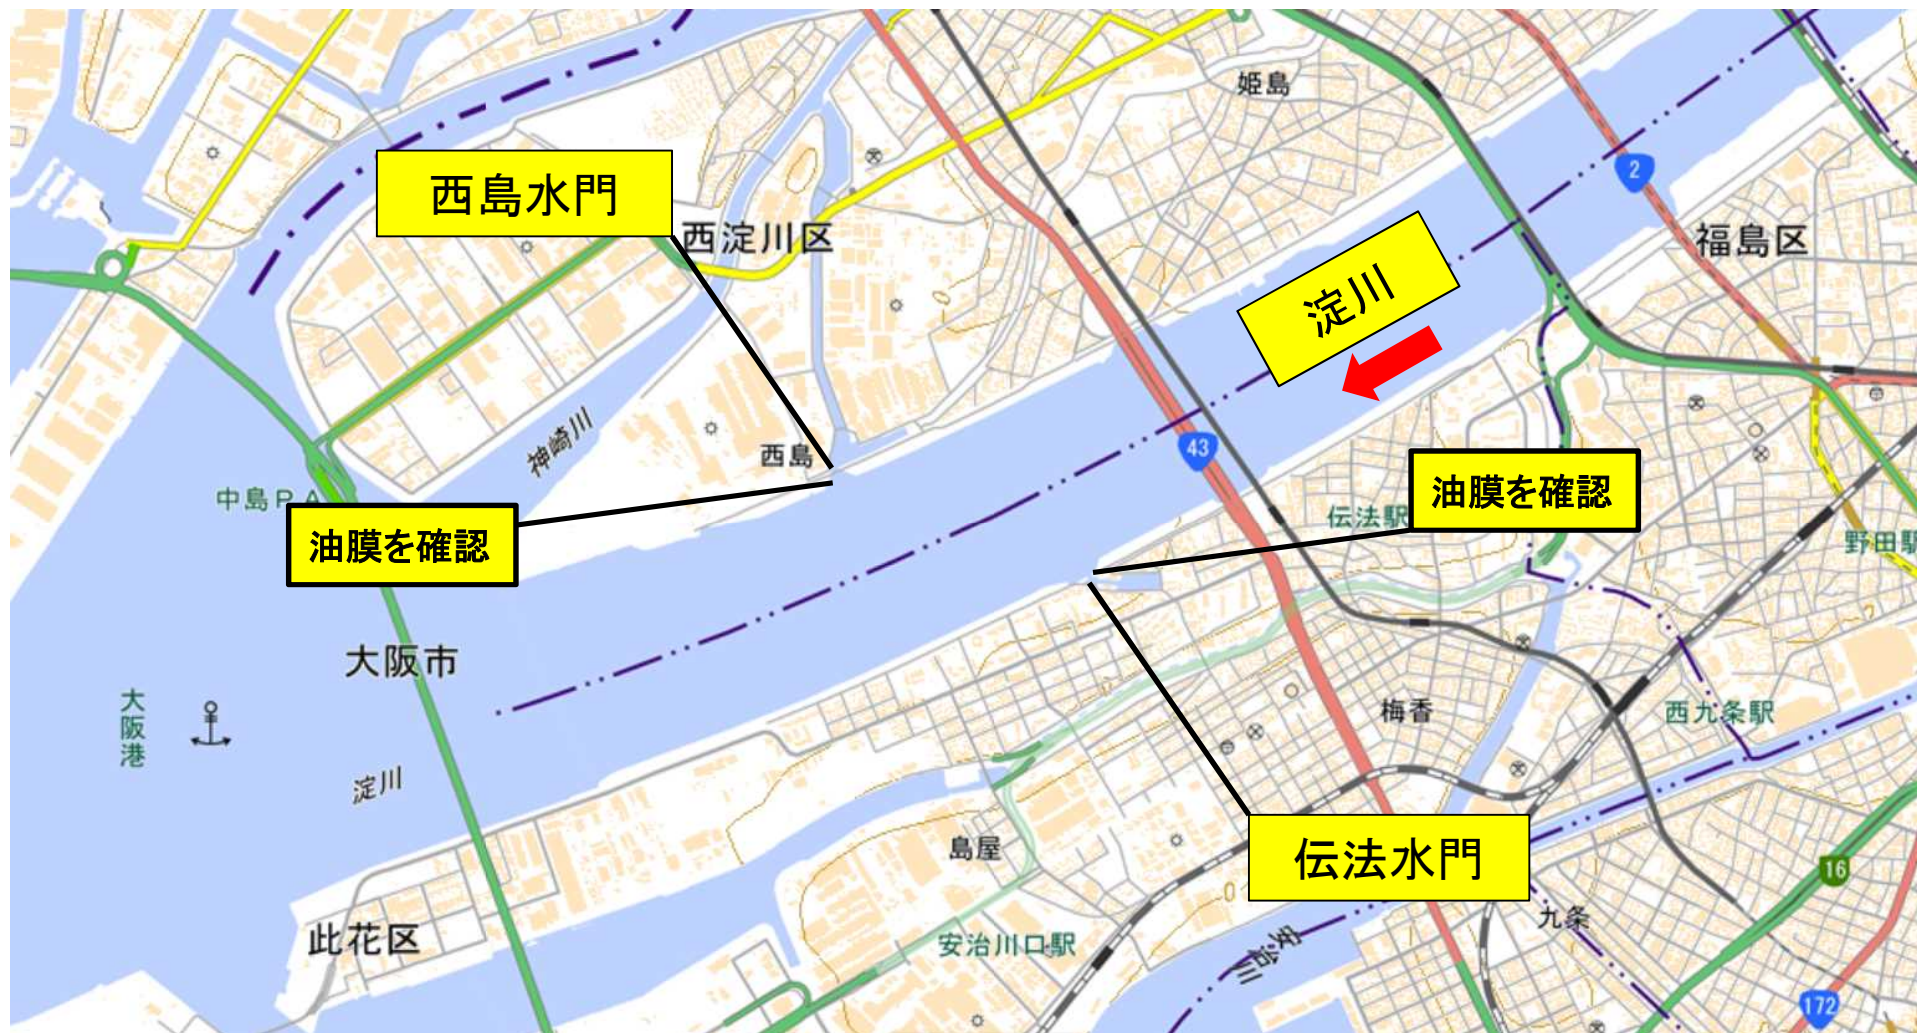 姫島
2
西島水門
西淀川区
福島区
淀川
神崎川
西島
43
中島PA
油膜を確認
伝法駅
油膜を確認
野田駅
大阪市
大阪港
淀川
梅香
西九条駅
島屋
伝法水門
16
此花区
安治川口駅
安治川
九条
172